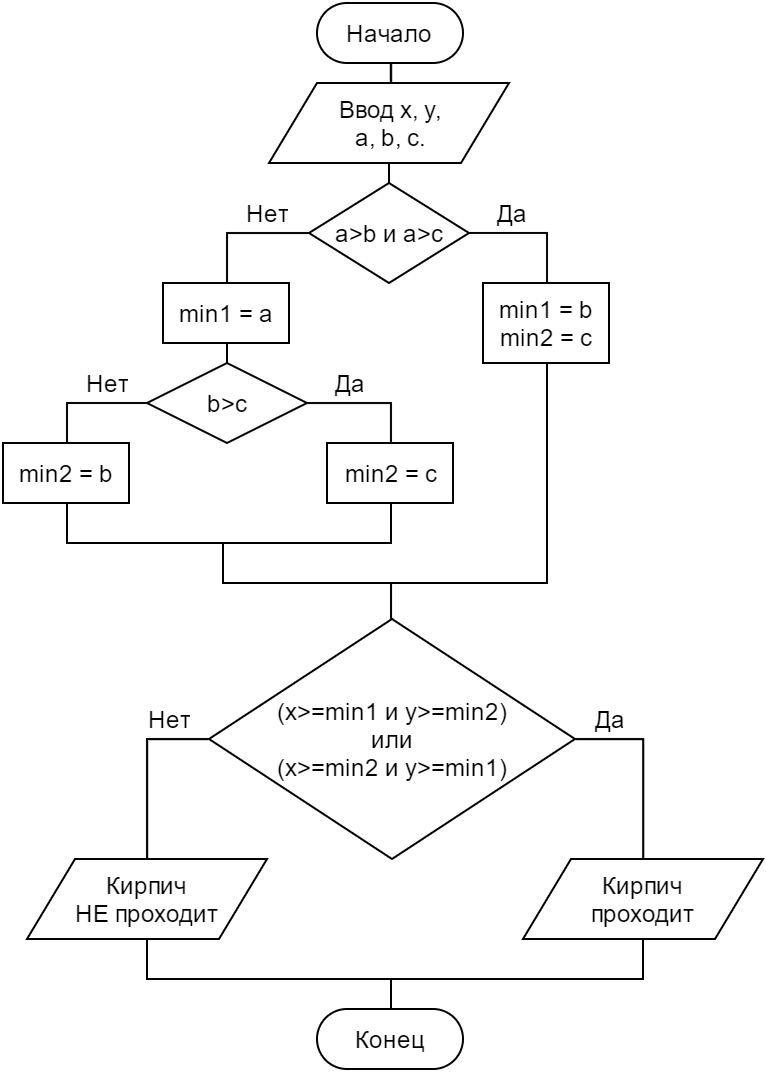 Начало
Ввод x, y,
a, b, c.
Нет
Да
a>b и a>c
min1 = a
min1 = b
min2 = c
Нет
Да
b>c
min2 = b
min2 = c
(x>=min1 и y>=min2)
или
(x>=min2 и y>=min1)
Нет
Да
Кирпич
НЕ проходит
Кирпич
проходит
Конец